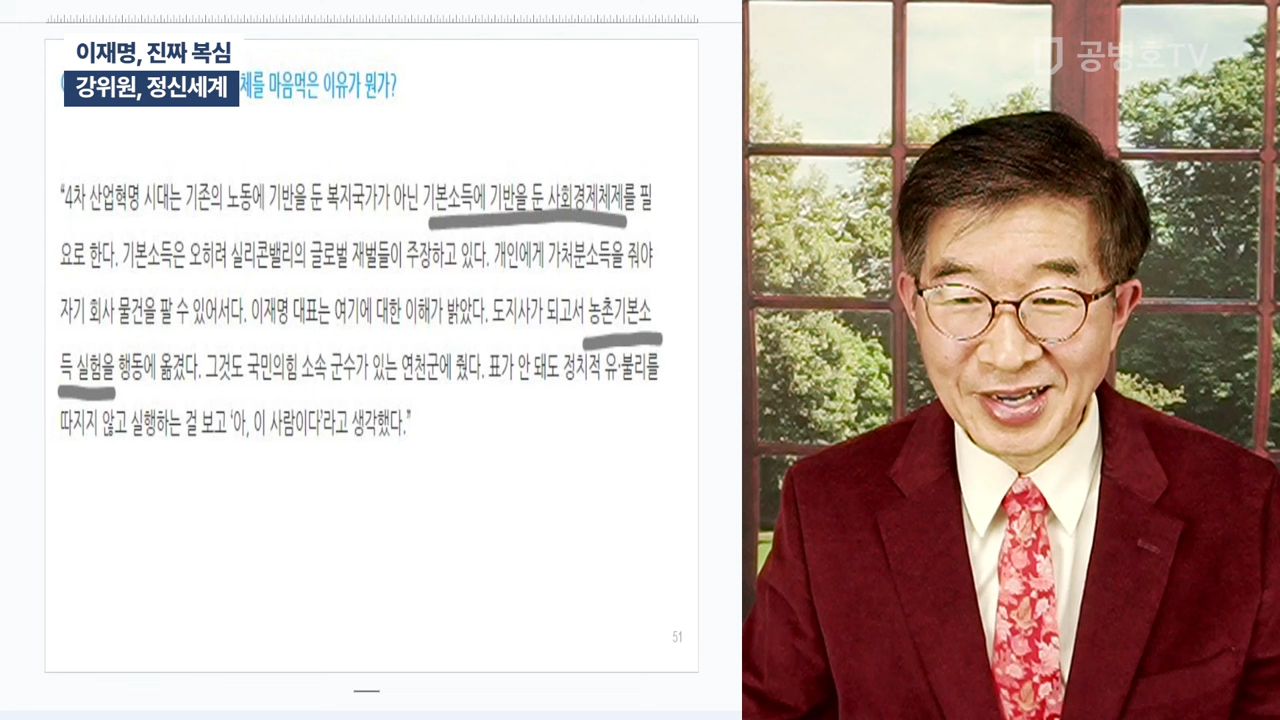 이재명, 진짜 복심
강위원, 정신세계
체를 마음먹은 이유가 뭔가?
공병호TV
“4차 산업혁명 시대는 기존의 노동에 기반을 둔 복지국가가 아닌 기본소득에 기반을 둔 사회경제체제를 필
요로 한다. 기본소득은 오히려 실리콘밸리의 글로벌 재벌들이 주장하고 있다. 개인에게 가처분소득을 줘야
자기 회사 물건을 팔 수 있어서다. 이재명 대표는 여기에 대한 이해가 밝았다. 도지사가 되고서 농촌기본소
득 실험을 행동에 옮겼다. 그것도 국민의힘 소속 군수가 있는 연천군에 줬다. 표가 안 돼도 정치적 유·불리를
따지지 않고 실행하는 걸 보고 ‘아, 이 사람이다’라고 생각했다.”
51